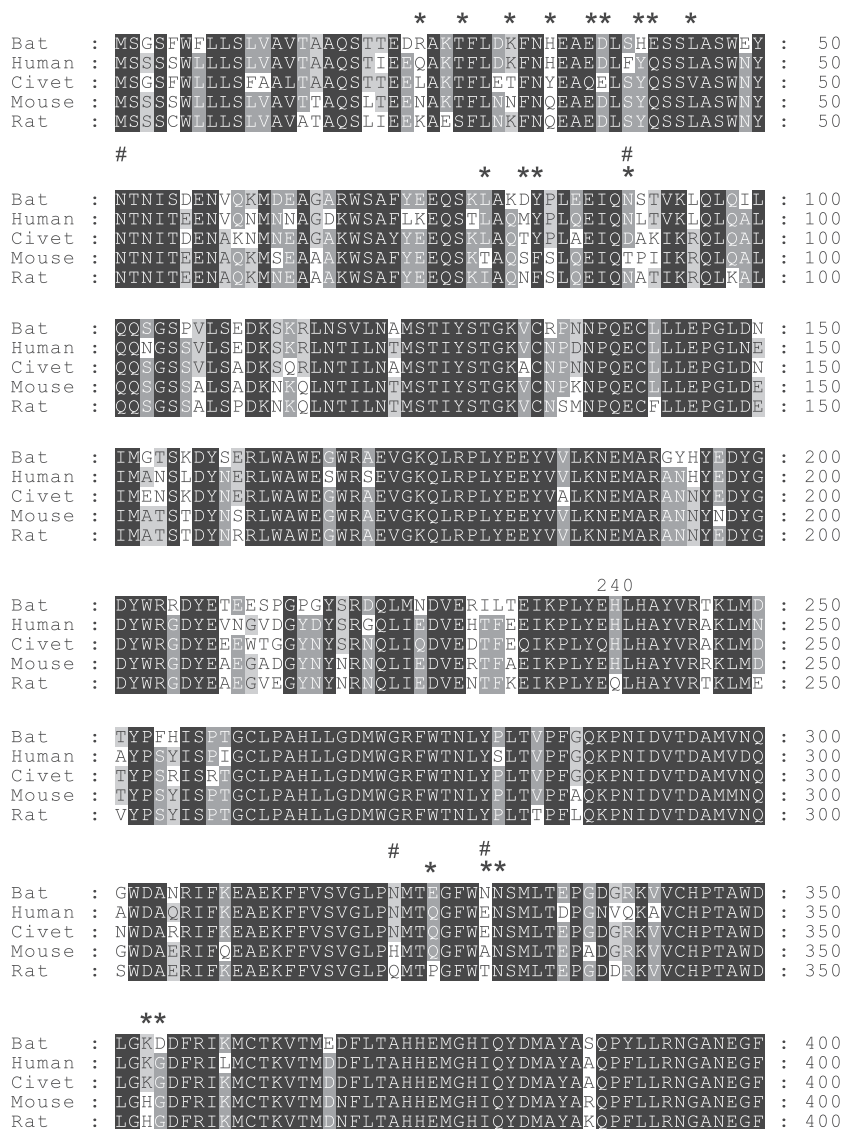 * * * * ** ** *
Bat : MSGSFWFLLSLVAVTAAQSTTEDRAKTFLDKFNHEAEDLSHESSLASWEY : 50
Human : MSSSSWLLLSLVAVTAAQSTIEEQAKTFLDKFNHEAEDLFYQSSLASWNY : 50
Civet : MSGSFWLLLSFAALTAAQSTTEELAKTFLETFNYEAQELSYQSSVASWNY : 50
Mouse : MSSSSWLLLSLVAVTTAQSLTEENAKTFLNNFNQEAEDLSYQSSLASWNY : 50
Rat : MSSSCWLLLSLVAVATAQSLIEEKAESFLNKFNQEAEDLSYQSSLASWNY : 50
# #
* ** *
Bat : NTNISDENVQKMDEAGARWSAFYEEQSKLAKDYPLEEIQNSTVKLQLQIL : 100
Human : NTNITEENVQNMNNAGDKWSAFLKEQSTLAQMYPLQEIQNLTVKLQLQAL : 100
Civet : NTNITDENAKNMNEAGAKWSAYYEEQSKLAQTYPLAEIQDAKIKRQLQAL : 100
Mouse : NTNITEENAQKMSEAAAKWSAFYEEQSKTAQSFSLQEIQTPIIKRQLQAL : 100
Rat : NTNITEENAQKMNEAAAKWSAFYEEQSKIAQNFSLQEIQNATIKRQLKAL : 100
Bat : QQSGSPVLSEDKSKRLNSVLNAMSTIYSTGKVCRPNNPQECLLLEPGLDN : 150
Human : QQNGSSVLSEDKSKRLNTILNTMSTIYSTGKVCNPDNPQECLLLEPGLNE : 150
Civet : QQSGSSVLSADKSQRLNTILNAMSTIYSTGKACNPNNPQECLLLEPGLDN : 150
Mouse : QQSGSSALSADKNKQLNTILNTMSTIYSTGKVCNPKNPQECLLLEPGLDE : 150
Rat : QQSGSSALSPDKNKQLNTILNTMSTIYSTGKVCNSMNPQECFLLEPGLDE : 150
Bat : IMGTSKDYSERLWAWEGWRAEVGKQLRPLYEEYVVLKNEMARGYHYEDYG : 200
Human : IMANSLDYNERLWAWESWRSEVGKQLRPLYEEYVVLKNEMARANHYEDYG : 200
Civet : IMENSKDYNERLWAWEGWRAEVGKQLRPLYEEYVALKNEMARANNYEDYG : 200
Mouse : IMATSTDYNSRLWAWEGWRAEVGKQLRPLYEEYVVLKNEMARANNYNDYG : 200
Rat : IMATSTDYNRRLWAWEGWRAEVGKQLRPLYEEYVVLKNEMARANNYEDYG : 200
240
Bat : DYWRRDYETEESPGPGYSRDQLMNDVERILTEIKPLYEHLHAYVRTKLMD : 250
Human : DYWRGDYEVNGVDGYDYSRGQLIEDVEHTFEEIKPLYEHLHAYVRAKLMN : 250
Civet : DYWRGDYEEEWTGGYNYSRNQLIQDVEDTFEQIKPLYQHLHAYVRAKLMD : 250
Mouse : DYWRGDYEAEGADGYNYNRNQLIEDVERTFAEIKPLYEHLHAYVRRKLMD : 250
Rat : DYWRGDYEAEGVEGYNYNRNQLIEDVENTFKEIKPLYEQLHAYVRTKLME : 250
Bat : TYPFHISPTGCLPAHLLGDMWGRFWTNLYPLTVPFGQKPNIDVTDAMVNQ : 300
Human : AYPSYISPIGCLPAHLLGDMWGRFWTNLYSLTVPFGQKPNIDVTDAMVDQ : 300
Civet : TYPSRISRTGCLPAHLLGDMWGRFWTNLYPLTVPFGQKPNIDVTDAMVNQ : 300
Mouse : TYPSYISPTGCLPAHLLGDMWGRFWTNLYPLTVPFAQKPNIDVTDAMMNQ : 300
Rat : VYPSYISPTGCLPAHLLGDMWGRFWTNLYPLTTPFLQKPNIDVTDAMVNQ : 300
# #
* **
Bat : GWDANRIFKEAEKFFVSVGLPNMTEGFWNNSMLTEPGDGRKVVCHPTAWD : 350
Human : AWDAQRIFKEAEKFFVSVGLPNMTQGFWENSMLTDPGNVQKAVCHPTAWD : 350
Civet : NWDARRIFKEAEKFFVSVGLPNMTQGFWENSMLTEPGDGRKVVCHPTAWD : 350
Mouse : GWDAERIFQEAEKFFVSVGLPHMTQGFWANSMLTEPADGRKVVCHPTAWD : 350
Rat : SWDAERIFKEAEKFFVSVGLPQMTPGFWTNSMLTEPGDDRKVVCHPTAWD : 350
**
Bat : LGKDDFRIKMCTKVTMEDFLTAHHEMGHIQYDMAYASQPYLLRNGANEGF : 400
Human : LGKGDFRILMCTKVTMDDFLTAHHEMGHIQYDMAYAAQPFLLRNGANEGF : 400
Civet : LGKGDFRIKMCTKVTMDDFLTAHHEMGHIQYDMAYAAQPFLLRNGANEGF : 400
Mouse : LGHGDFRIKMCTKVTMDNFLTAHHEMGHIQYDMAYARQPFLLRNGANEGF : 400
Rat : LGHGDFRIKMCTKVTMDNFLTAHHEMGHIQYDMAYAKQPFLLRNGANEGF : 400